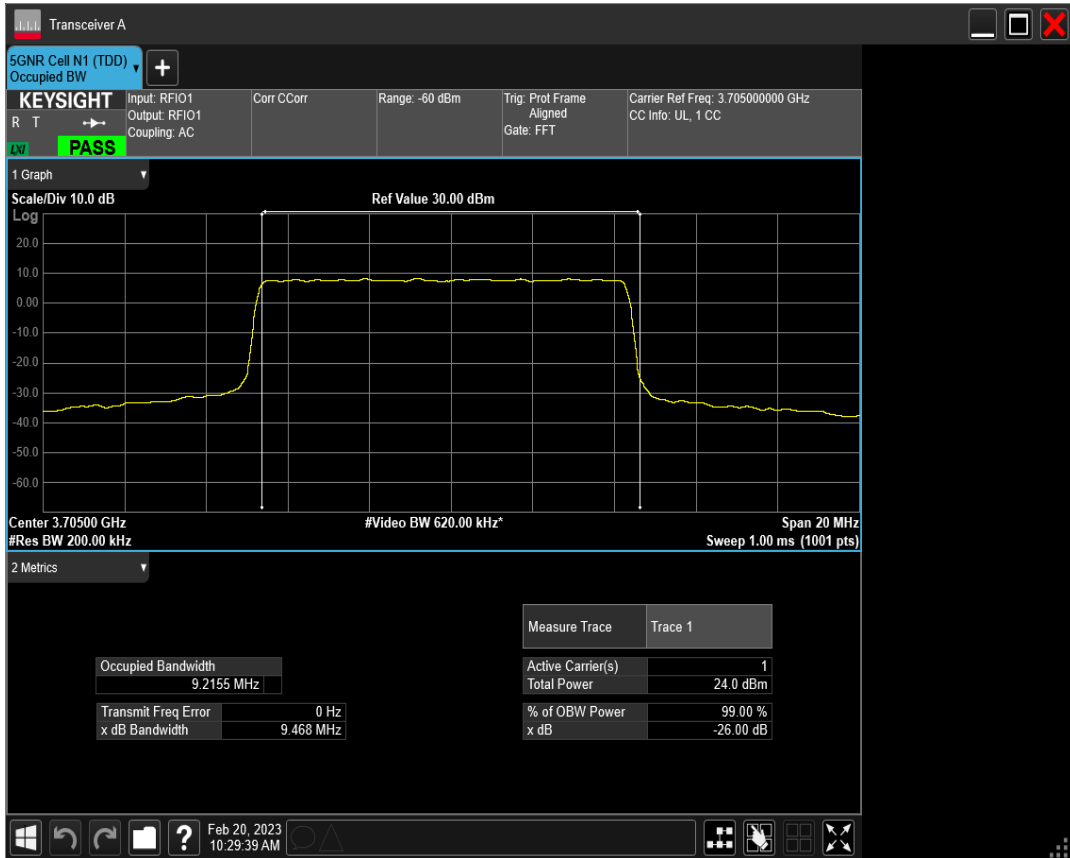 Transceiver A
5GNR Cell N1 (TDD)
Occupied BW
+
KEYSIGHT
R T
LXI
PASS
Input: RFIO1
Output: RFIO1
Coupling: AC
Corr CCorr
Range: -60 dBm
Trig: Prot Frame
Aligned
Gate: FFT
Carrier Ref Freq: 3.705000000 GHz
CC Info: UL, 1 CC
1 Graph
Scale/Div 10.0 dB
Ref Value 30.00 dBm
Log
20.0
10.0
0.00
-10.0
-20.0
-30.0
-40.0
-50.0
-60.0
Center 3.70500 GHz
#Video BW 620.00 kHz*
Span 20 MHz
#Res BW 200.00 kHz
Sweep 1.00 ms (1001 pts)
2 Metrics
Measure Trace Trace 1
Occupied Bandwidth
9.2155 MHz
Transmit Freq Error 0 Hz
x dB Bandwidth 9.468 MHz
Active Carrier(s) 1
Total Power 24.0 dBm
% of OBW Power 99.00 %
x dB -26.00 dB
?
Feb 20, 2023
10:29:39 AM